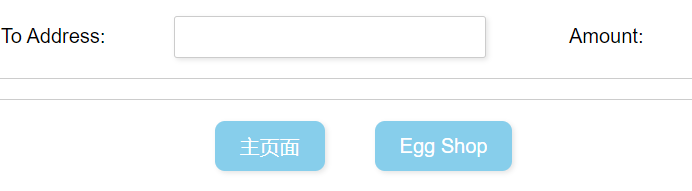 To Address: Amount:
主页面 Egg Shop